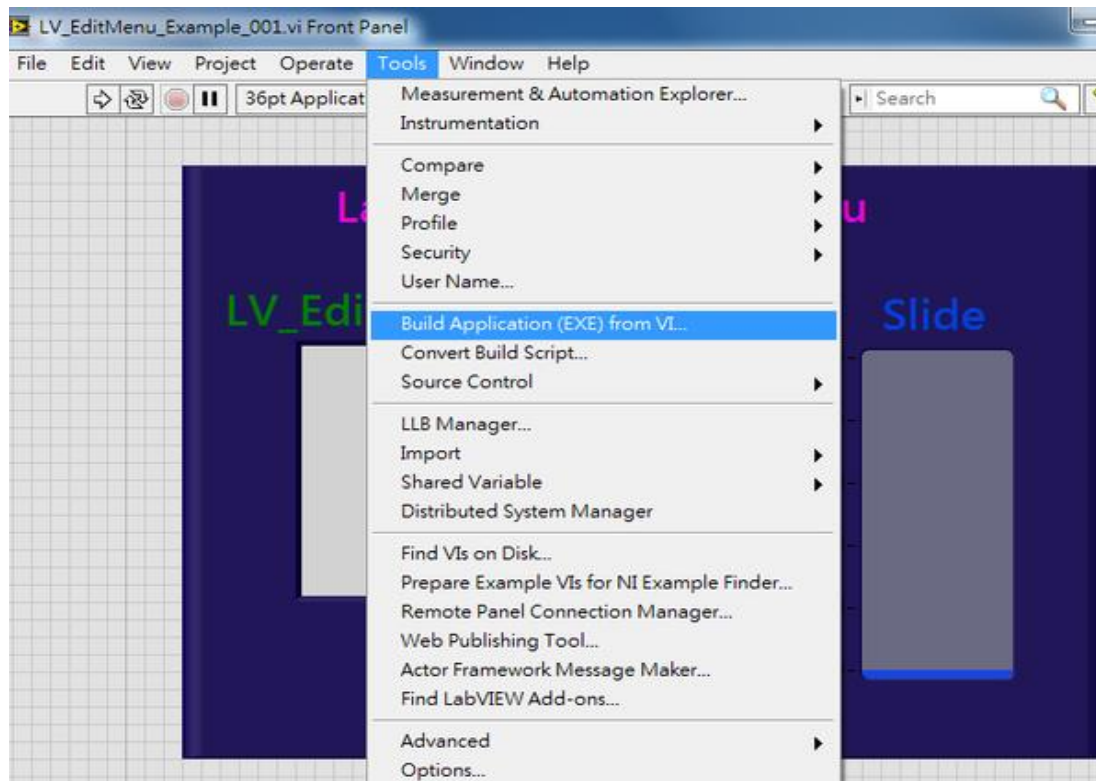 LV_EditMenu_Example_001.vi Front Panel
File Edit View Project Operate Tools Window Help
36pt Applicat
Search
Measurement & Automation Explorer...
Instrumentation
Compare
Merge
Profile
Security
User Name...
Build Application (EXE) from VI...
Convert Build Script...
Source Control
LLB Manager...
Import
Shared Variable
Distributed System Manager
Find VIs on Disk...
Prepare Example VIs for NI Example Finder...
Remote Panel Connection Manager...
Web Publishing Tool...
Actor Framework Message Maker...
Find LabVIEW Add-ons...
Advanced
Options...
LV_Edi
Slide